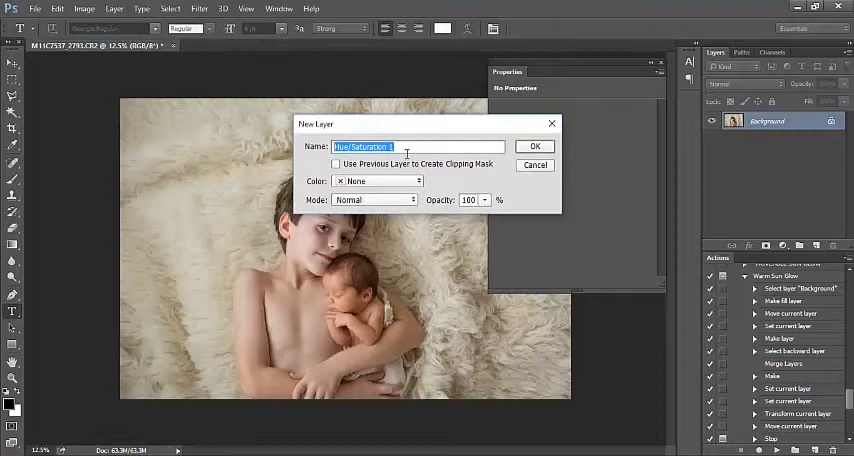 Ps File Edit Image Layer Type Select Filter 3D View Window Help
T Regular 6 pt aa Strong Essentials
M11C7537_2793.CR2 @ 12.5% (RGB/8*) ×
Properties
No Properties
New Layer
Name: Hue/Saturation 1 OK
Use Previous Layer to Create Clipping Mask Cancel
Color: None
Mode: Normal Opacity: 100 %
Layers Paths Channels
Kind
Normal Opacity: 100%
Lock: Fill:
Background
Actions
Warm Sun Glow
Select layer "Background"
Make fill layer
Move current layer
Set current layer
Make layer
Select backward layer
Merge Layers
Make
Set current layer
Set current layer
Transform current layer
Move current layer
Stop
12.5% Doc: 63.3M/63.3M